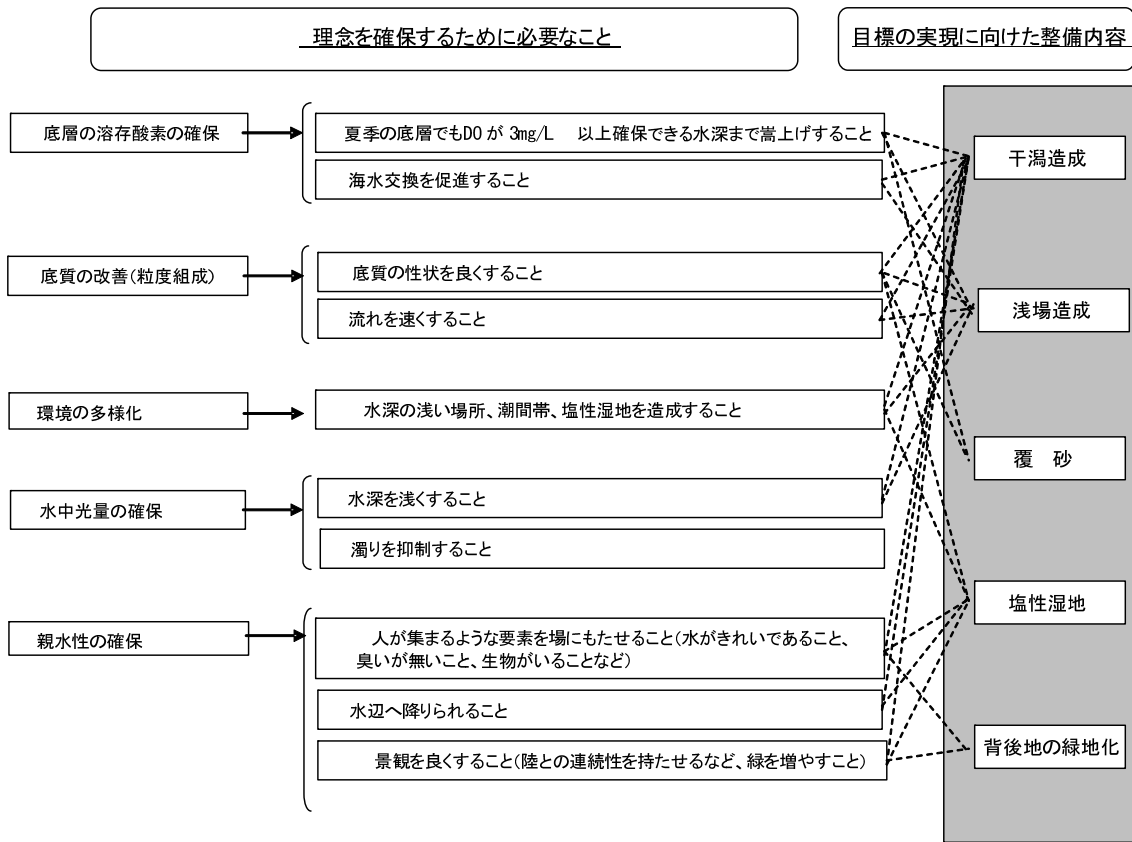 理念を確保するために必要なこと
目標の実現に向けた整備内容
底層の溶存酸素の確保
夏季の底層でもDOが 3mg/L 以上確保できる水深まで嵩上げすること
海水交換を促進すること
底質の改善(粒度組成)
底質の性状を良くすること
流れを速くすること
環境の多様化
水深の浅い場所、潮間帯、塩性湿地を造成すること
水中光量の確保
水深を浅くすること
濁りを抑制すること
親水性の確保
人が集まるような要素を場にもたせること(水がきれいであること、
臭いが無いこと、生物がいることなど)
水辺へ降りられること
景観を良くすること(陸との連続性を持たせるなど、緑を増やすこと)
干潟造成
浅場造成
覆 砂
塩性湿地
背後地の緑地化